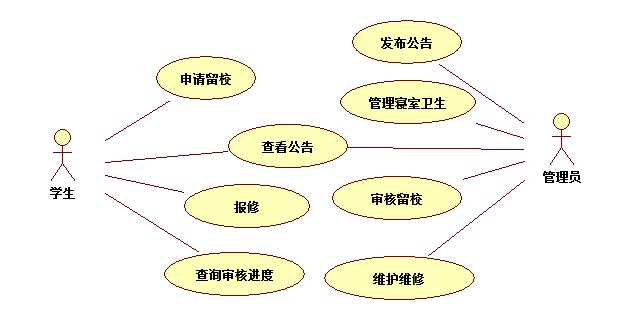 发布公告
申请留校
管理寝室卫生
查看公告
学生
管理员
报修
审核留校
查询审核进度
维护维修